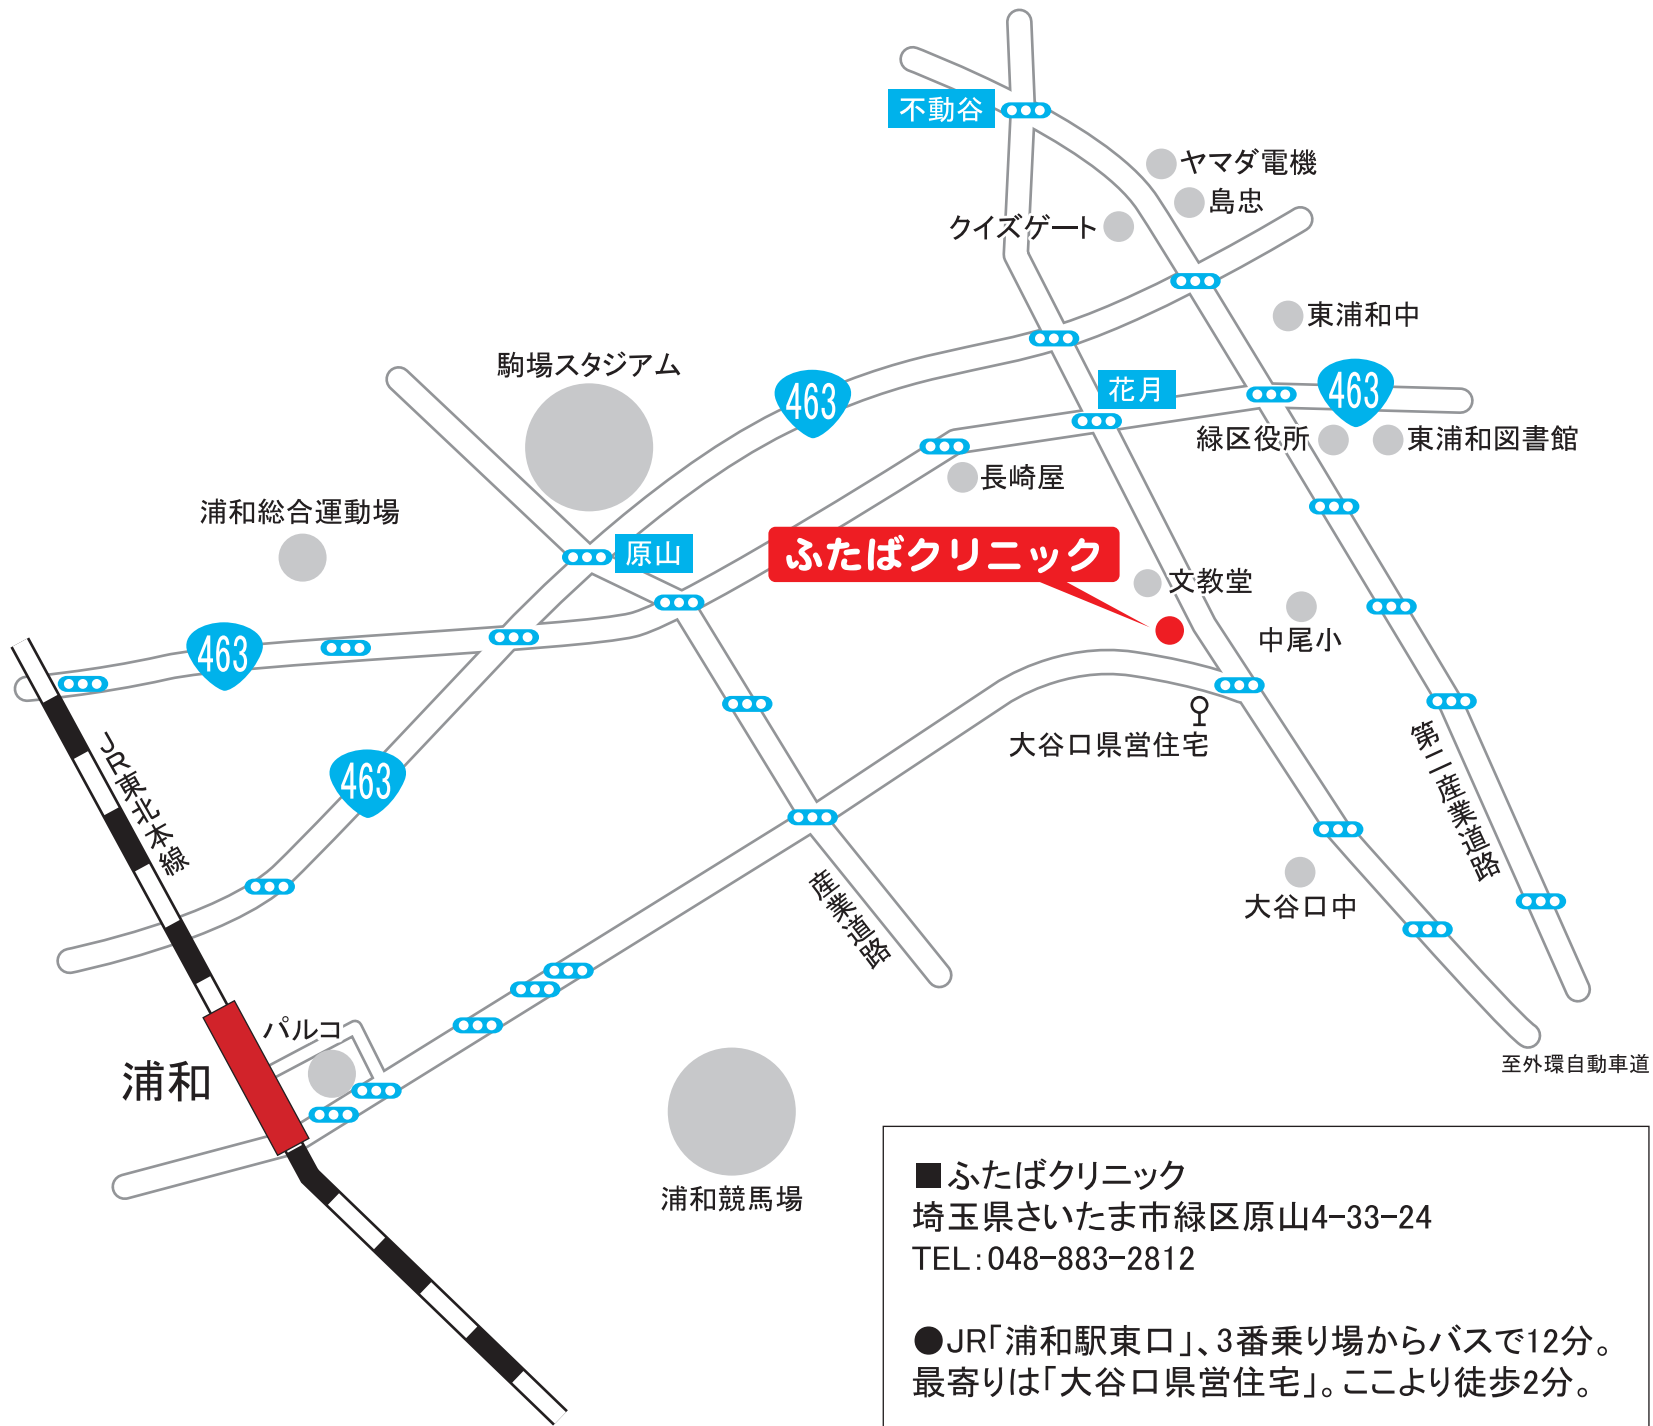 不動谷
ヤマダ電機
島忠
クイズゲート
東浦和中
駒場スタジアム
463
花月
463
緑区役所
東浦和図書館
長崎屋
浦和総合運動場
原山
ふたばクリニック
文教堂
中尾小
463
大谷口県営住宅
第二産業道路
JR東北本線
463
産業道路
大谷口中
パルコ
浦和
至外環自動車道
浦和競馬場
■ふたばクリニック
埼玉県さいたま市緑区原山4-33-24
TEL:048-883-2812
●JR「浦和駅東口」、3番乗り場からバスで12分。
最寄りは「大谷口県営住宅」。ここより徒歩2分。